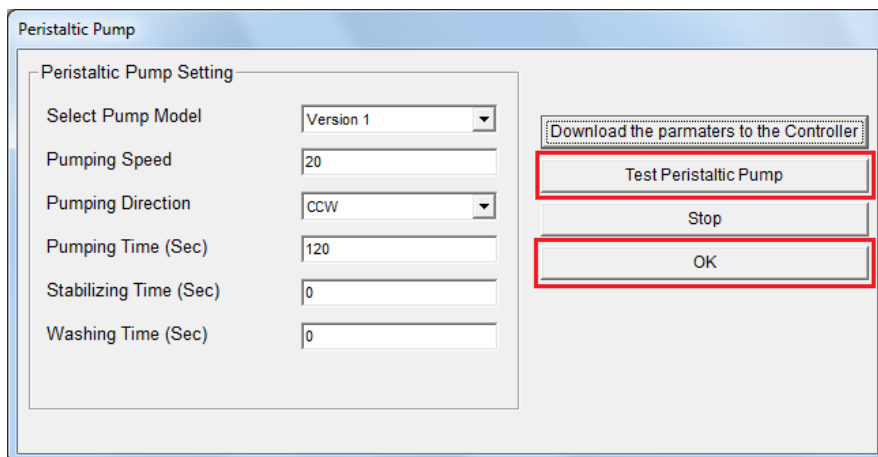 Peristaltic Pump
Peristaltic Pump Setting
Select Pump Model
Version 1
Pumping Speed
20
Pumping Direction
CCW
Pumping Time (Sec)
120
Stabilizing Time (Sec)
0
Washing Time (Sec)
0
Download the parmaters to the Controller
Test Peristaltic Pump
Stop
OK